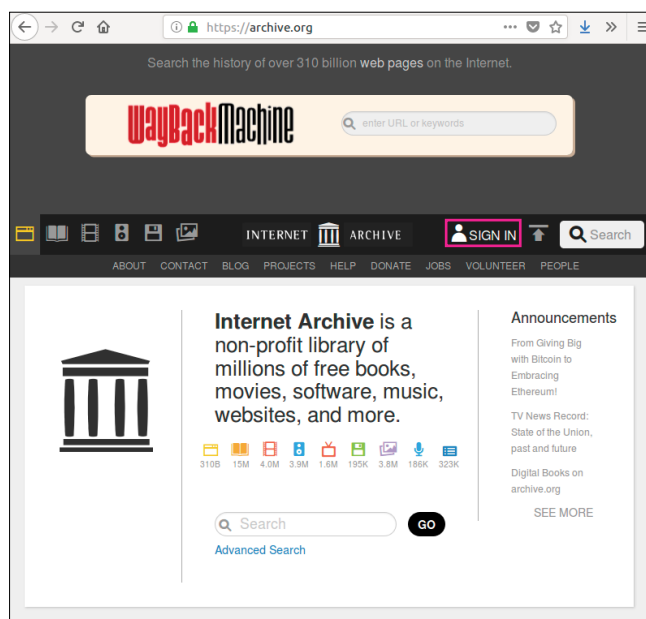 https://archive.org
Search the history of over 310 billion web pages on the Internet.
WayBackMachine
enter URL or keywords
INTERNET ARCHIVE
SIGN IN
Search
ABOUT CONTACT BLOG PROJECTS HELP DONATE JOBS VOLUNTEER PEOPLE
Internet Archive is a
non-profit library of
millions of free books,
movies, software, music,
websites, and more.
310B 15M 4.0M 3.9M 1.6M 195K 3.8M 186K 323K
Search
GO
Advanced Search
Announcements
From Giving Big
with Bitcoin to
Embracing
Ethereum!
TV News Record:
State of the Union,
past and future
Digital Books on
archive.org
SEE MORE